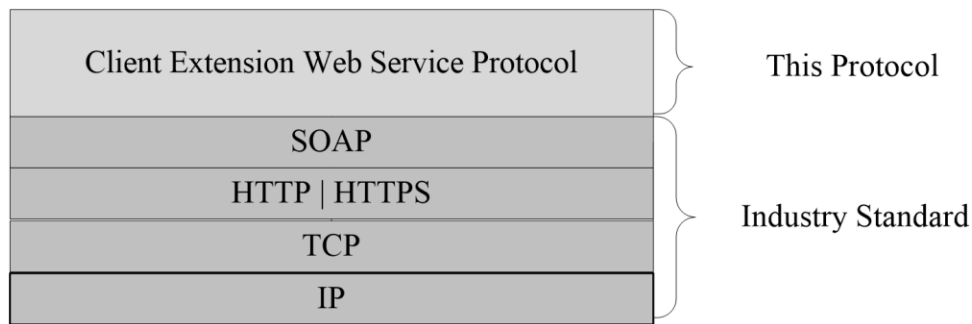 Client Extension Web Service Protocol
This Protocol
SOAP
HTTP | HTTPS
TCP
IP
Industry Standard